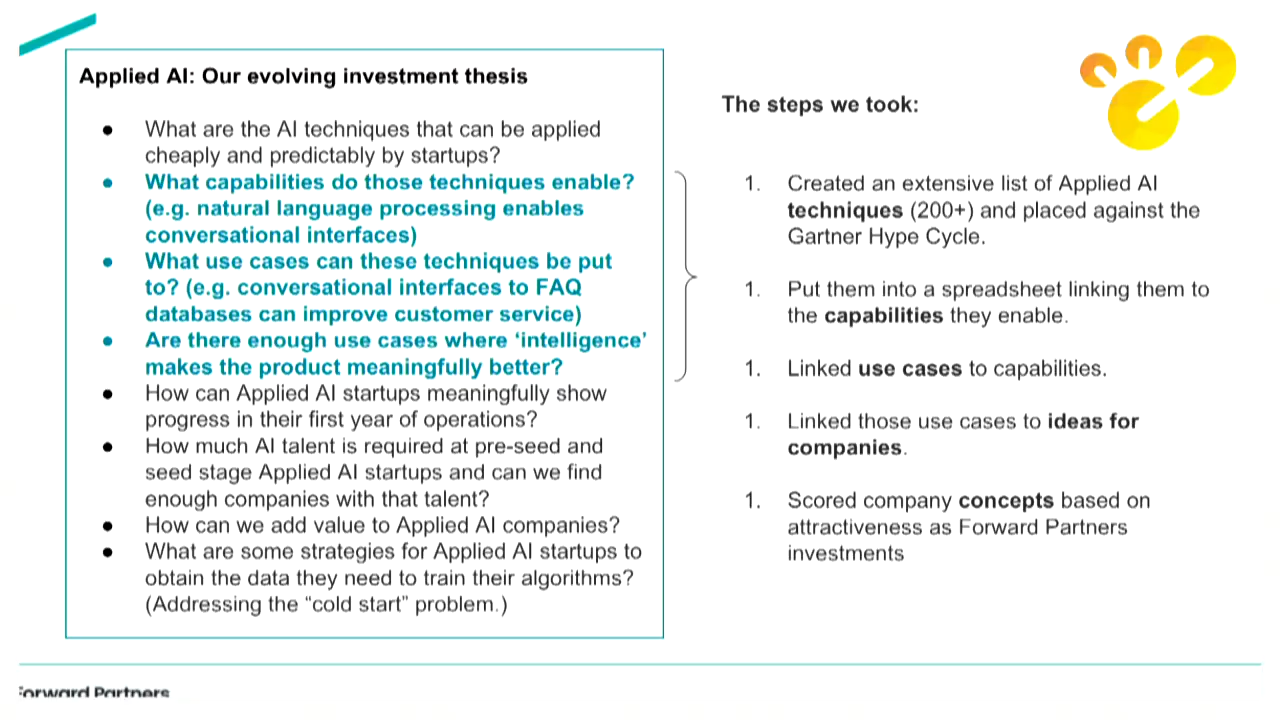 Applied AI: Our evolving investment thesis
● What are the AI techniques that can be applied
cheaply and predictably by startups?
● What capabilities do those techniques enable?
(e.g. natural language processing enables
conversational interfaces)
● What use cases can these techniques be put
to? (e.g. conversational interfaces to FAQ
databases can improve customer service)
● Are there enough use cases where ‘intelligence’
makes the product meaningfully better?
● How can Applied AI startups meaningfully show
progress in their first year of operations?
● How much AI talent is required at pre-seed and
seed stage Applied AI startups and can we find
enough companies with that talent?
● How can we add value to Applied AI companies?
● What are some strategies for Applied AI startups to
obtain the data they need to train their algorithms?
(Addressing the “cold start” problem.)
The steps we took:
1. Created an extensive list of Applied AI
techniques (200+) and placed against the
Gartner Hype Cycle.
1. Put them into a spreadsheet linking them to
the capabilities they enable.
1. Linked use cases to capabilities.
1. Linked those use cases to ideas for
companies.
1. Scored company concepts based on
attractiveness as Forward Partners
investments
Forward Partners